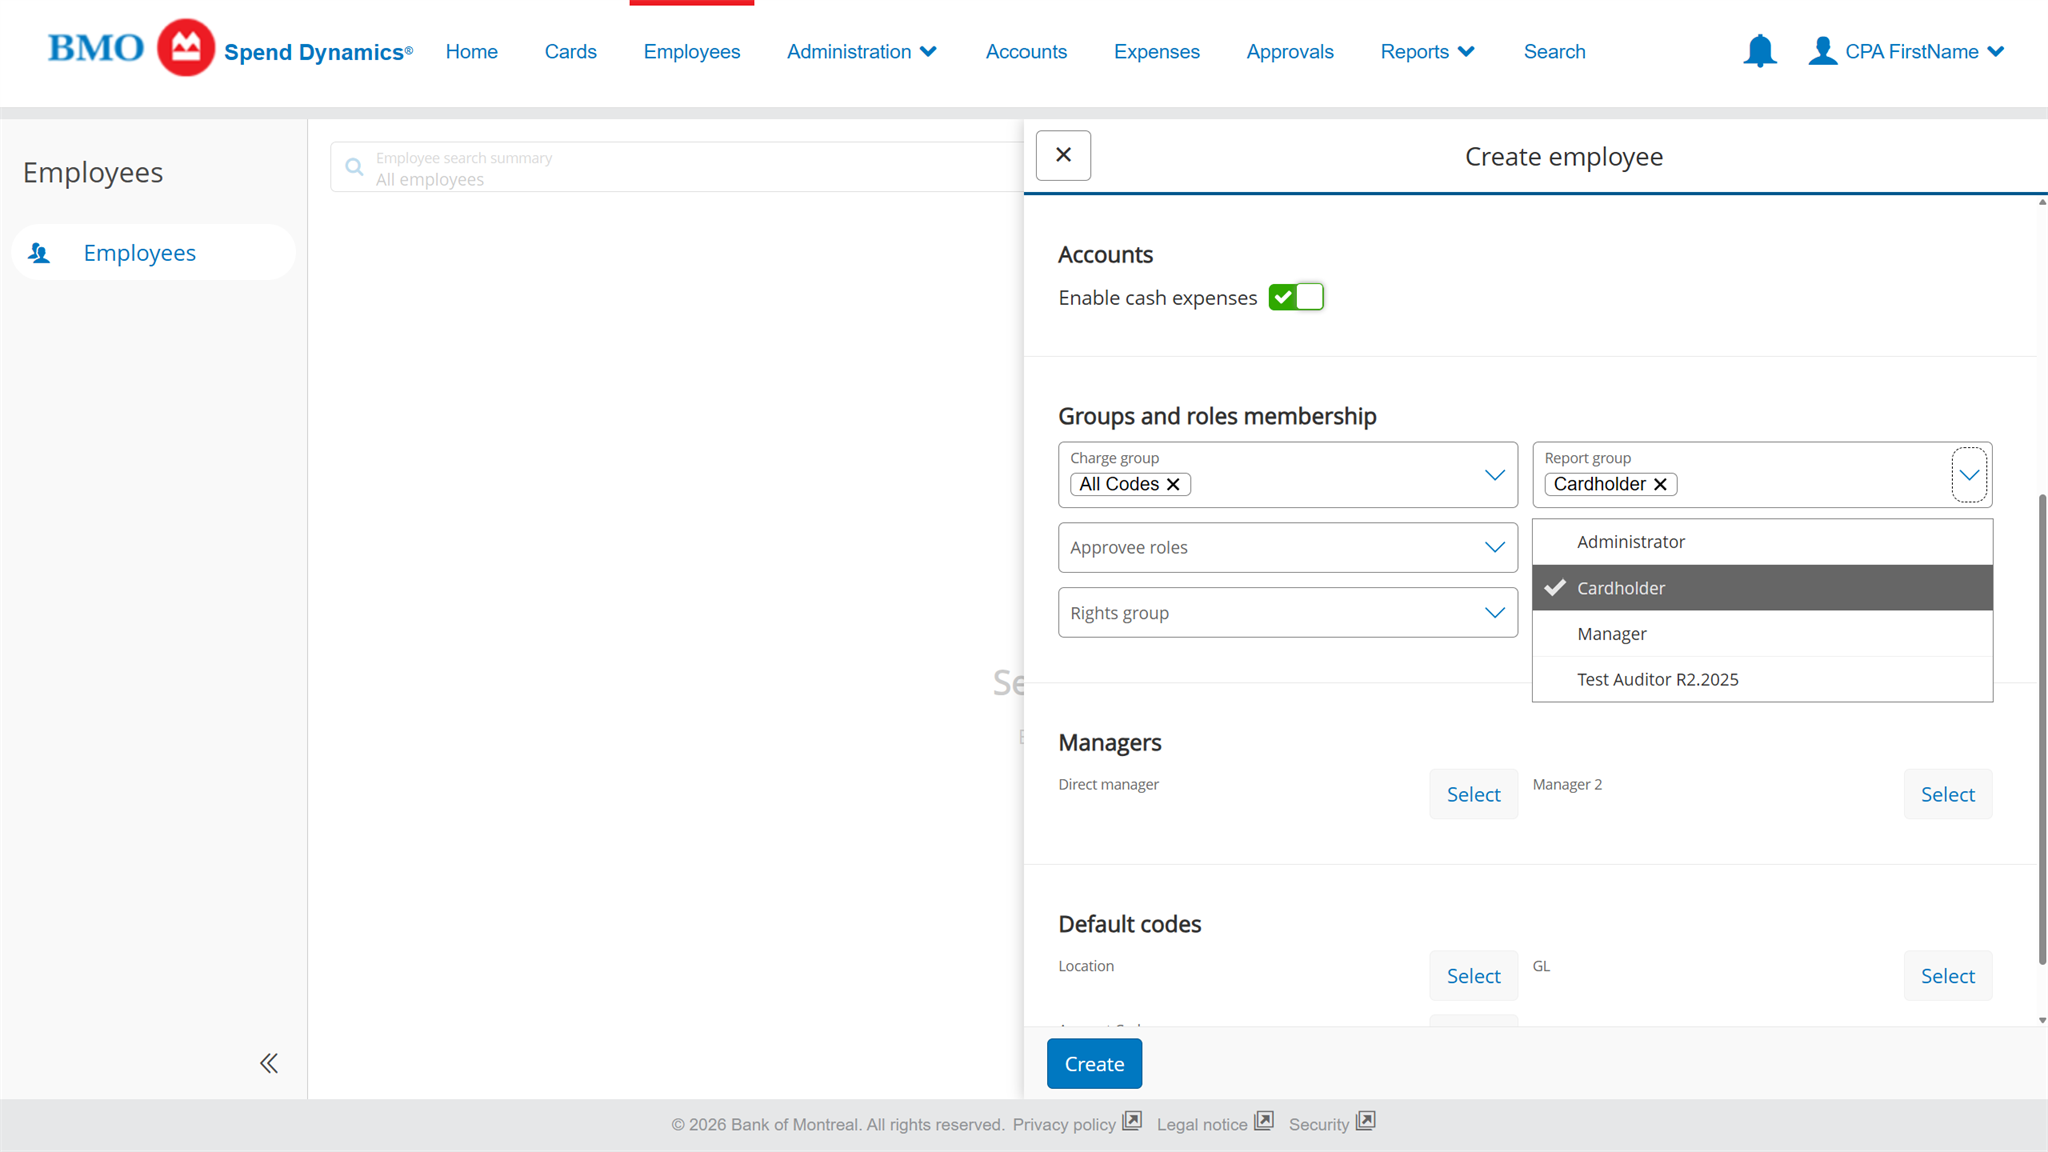 BMO Spend Dynamics® Home Cards Employees Administration Accounts Expenses Approvals Reports Search CPA FirstName
Employees
Employees
Employee search summary
All employees
Se
Create employee
Accounts
Enable cash expenses
Groups and roles membership
Charge group
All Codes
Report group
Cardholder
Approvee roles
Rights group
Administrator
Cardholder
Manager
Test Auditor R2.2025
Managers
Direct manager Select
Manager 2 Select
Default codes
Location Select
GL Select
Create
© 2026 Bank of Montreal. All rights reserved. Privacy policy Legal notice Security